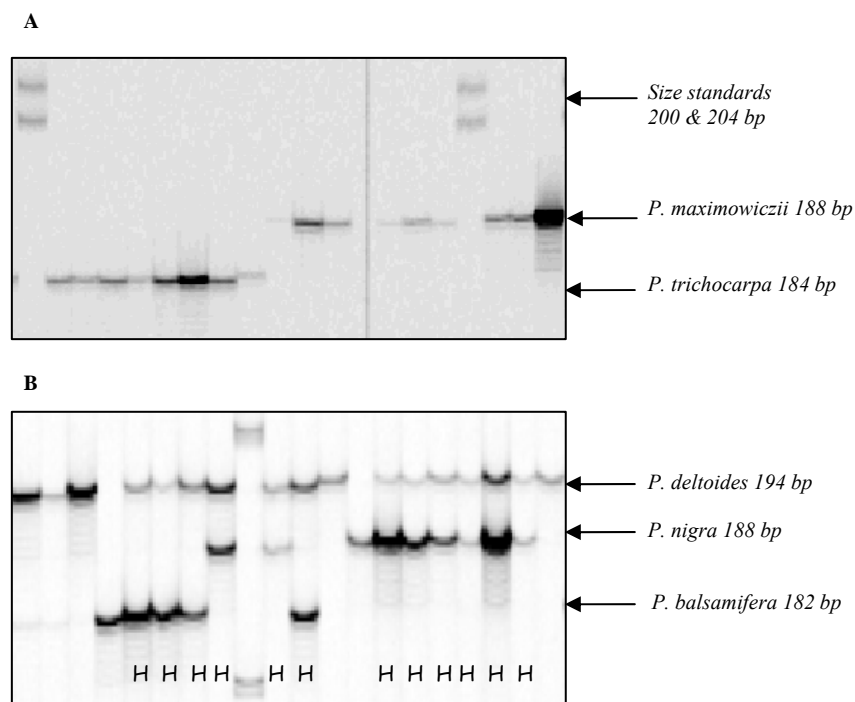 A
Size standards
200 & 204 bp
P. maximowiczii 188 bp
P. trichocarpa 184 bp
B
P. deltoides 194 bp
P. nigra 188 bp
P. balsamifera 182 bp
H H H H H H H H H H H H